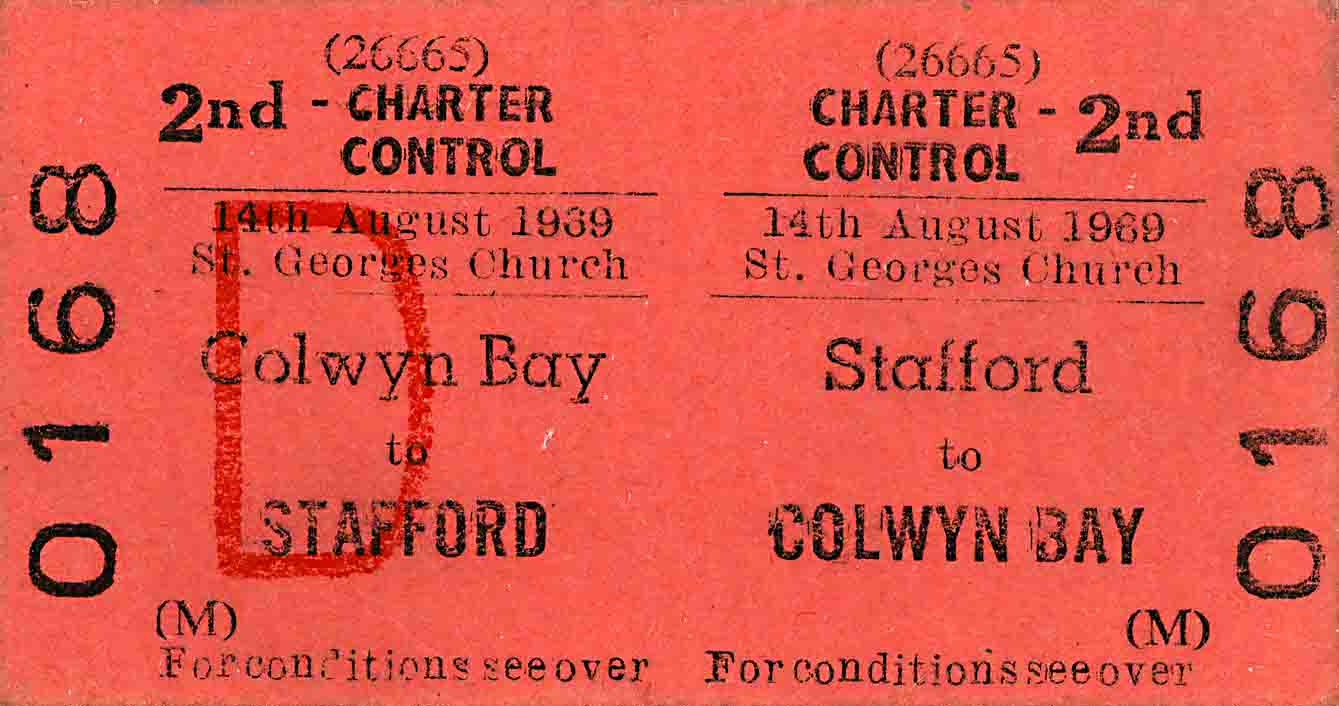 (26665)
2nd - CHARTER
CONTROL
14th August 1969
St. Georges Church
Colwyn Bay
to
STAFFORD
(M)
For conditions see over
0168
D
(26665)
CHARTER - 2nd
CONTROL
14th August 1969
St. Georges Church
Stafford
to
COLWYN BAY
(M)
For conditions see over
0168